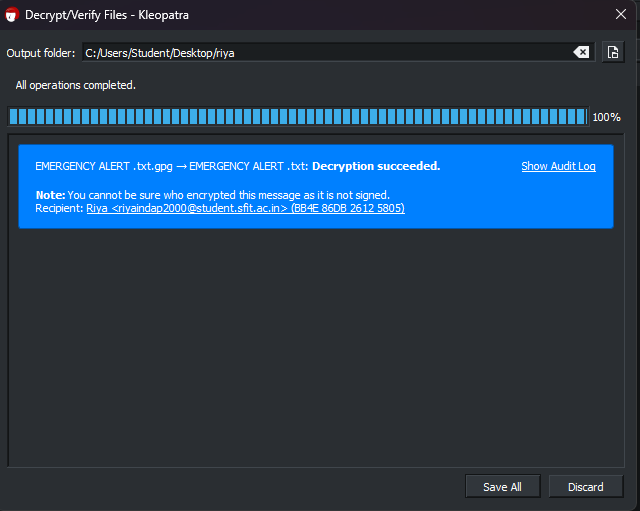 Decrypt/Verify Files - Kleopatra
Output folder: C:/Users/Student/Desktop/riya
All operations completed.
100%
EMERGENCY ALERT .txt.gpg → EMERGENCY ALERT .txt: Decryption succeeded. Show Audit Log
Note: You cannot be sure who encrypted this message as it is not signed.
Recipient: Riya <riyaindap2000@student.sfit.ac.in> (BB4E 86DB 2612 5805)
Save All Discard